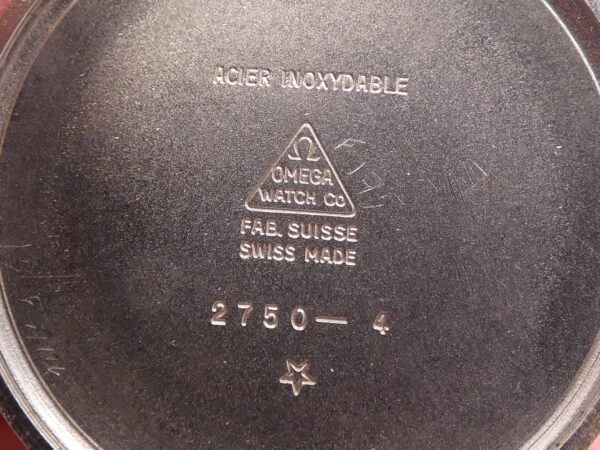 ACIER INOXYDABLE
Ω
OMEGA
WATCH Co
FAB. SUISSE
SWISS MADE
2750— 4